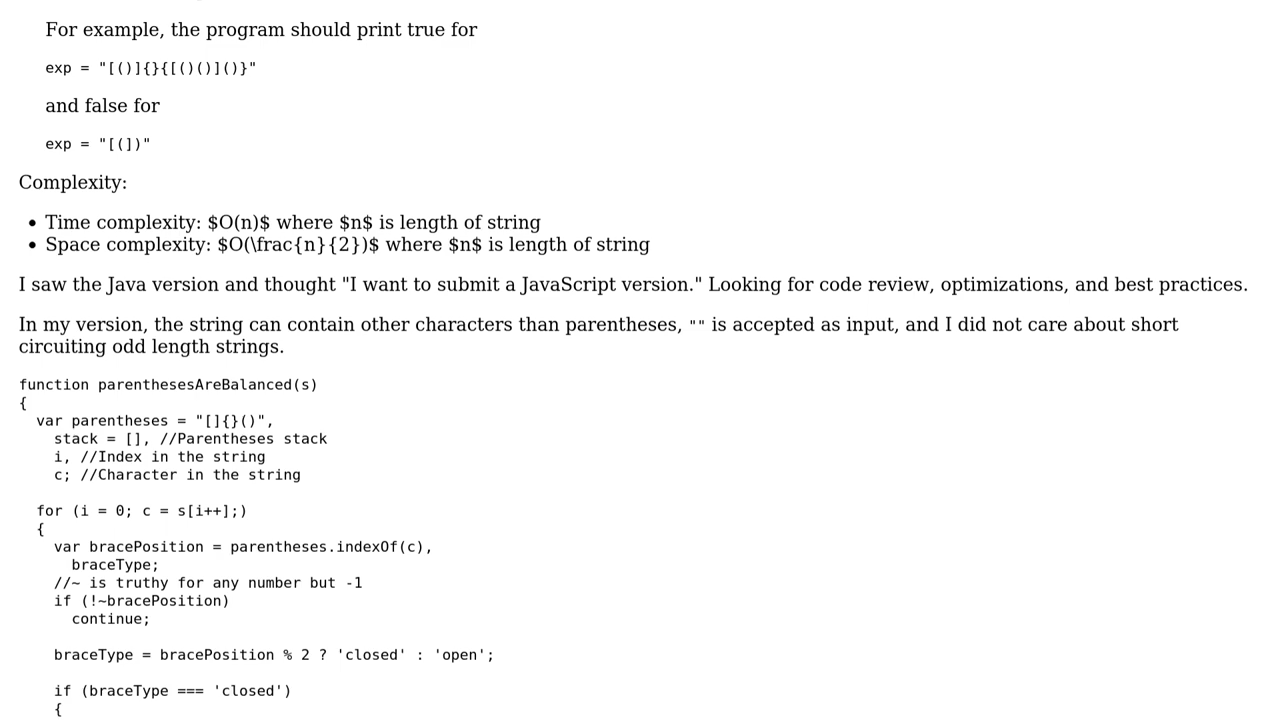 For example, the program should print true for
exp = "[()]{}{[()()]()}"
and false for
exp = "[(])"
Complexity:
• Time complexity: $O(n)$ where $n$ is length of string
• Space complexity: $O(\frac{n}{2})$ where $n$ is length of string
I saw the Java version and thought "I want to submit a JavaScript version." Looking for code review, optimizations, and best practices.
In my version, the string can contain other characters than parentheses, "" is accepted as input, and I did not care about short
circuiting odd length strings.
function parenthesesAreBalanced(s)
{
  var parentheses = "[]{}()",
    stack = [], //Parentheses stack
    i, //Index in the string
    c; //Character in the string
  for (i = 0; c = s[i++];)
  {
    var bracePosition = parentheses.indexOf(c),
      braceType;
    //~ is truthy for any number but -1
    if (!~bracePosition)
      continue;
    braceType = bracePosition % 2 ? 'closed' : 'open';
    if (braceType === 'closed')
    {